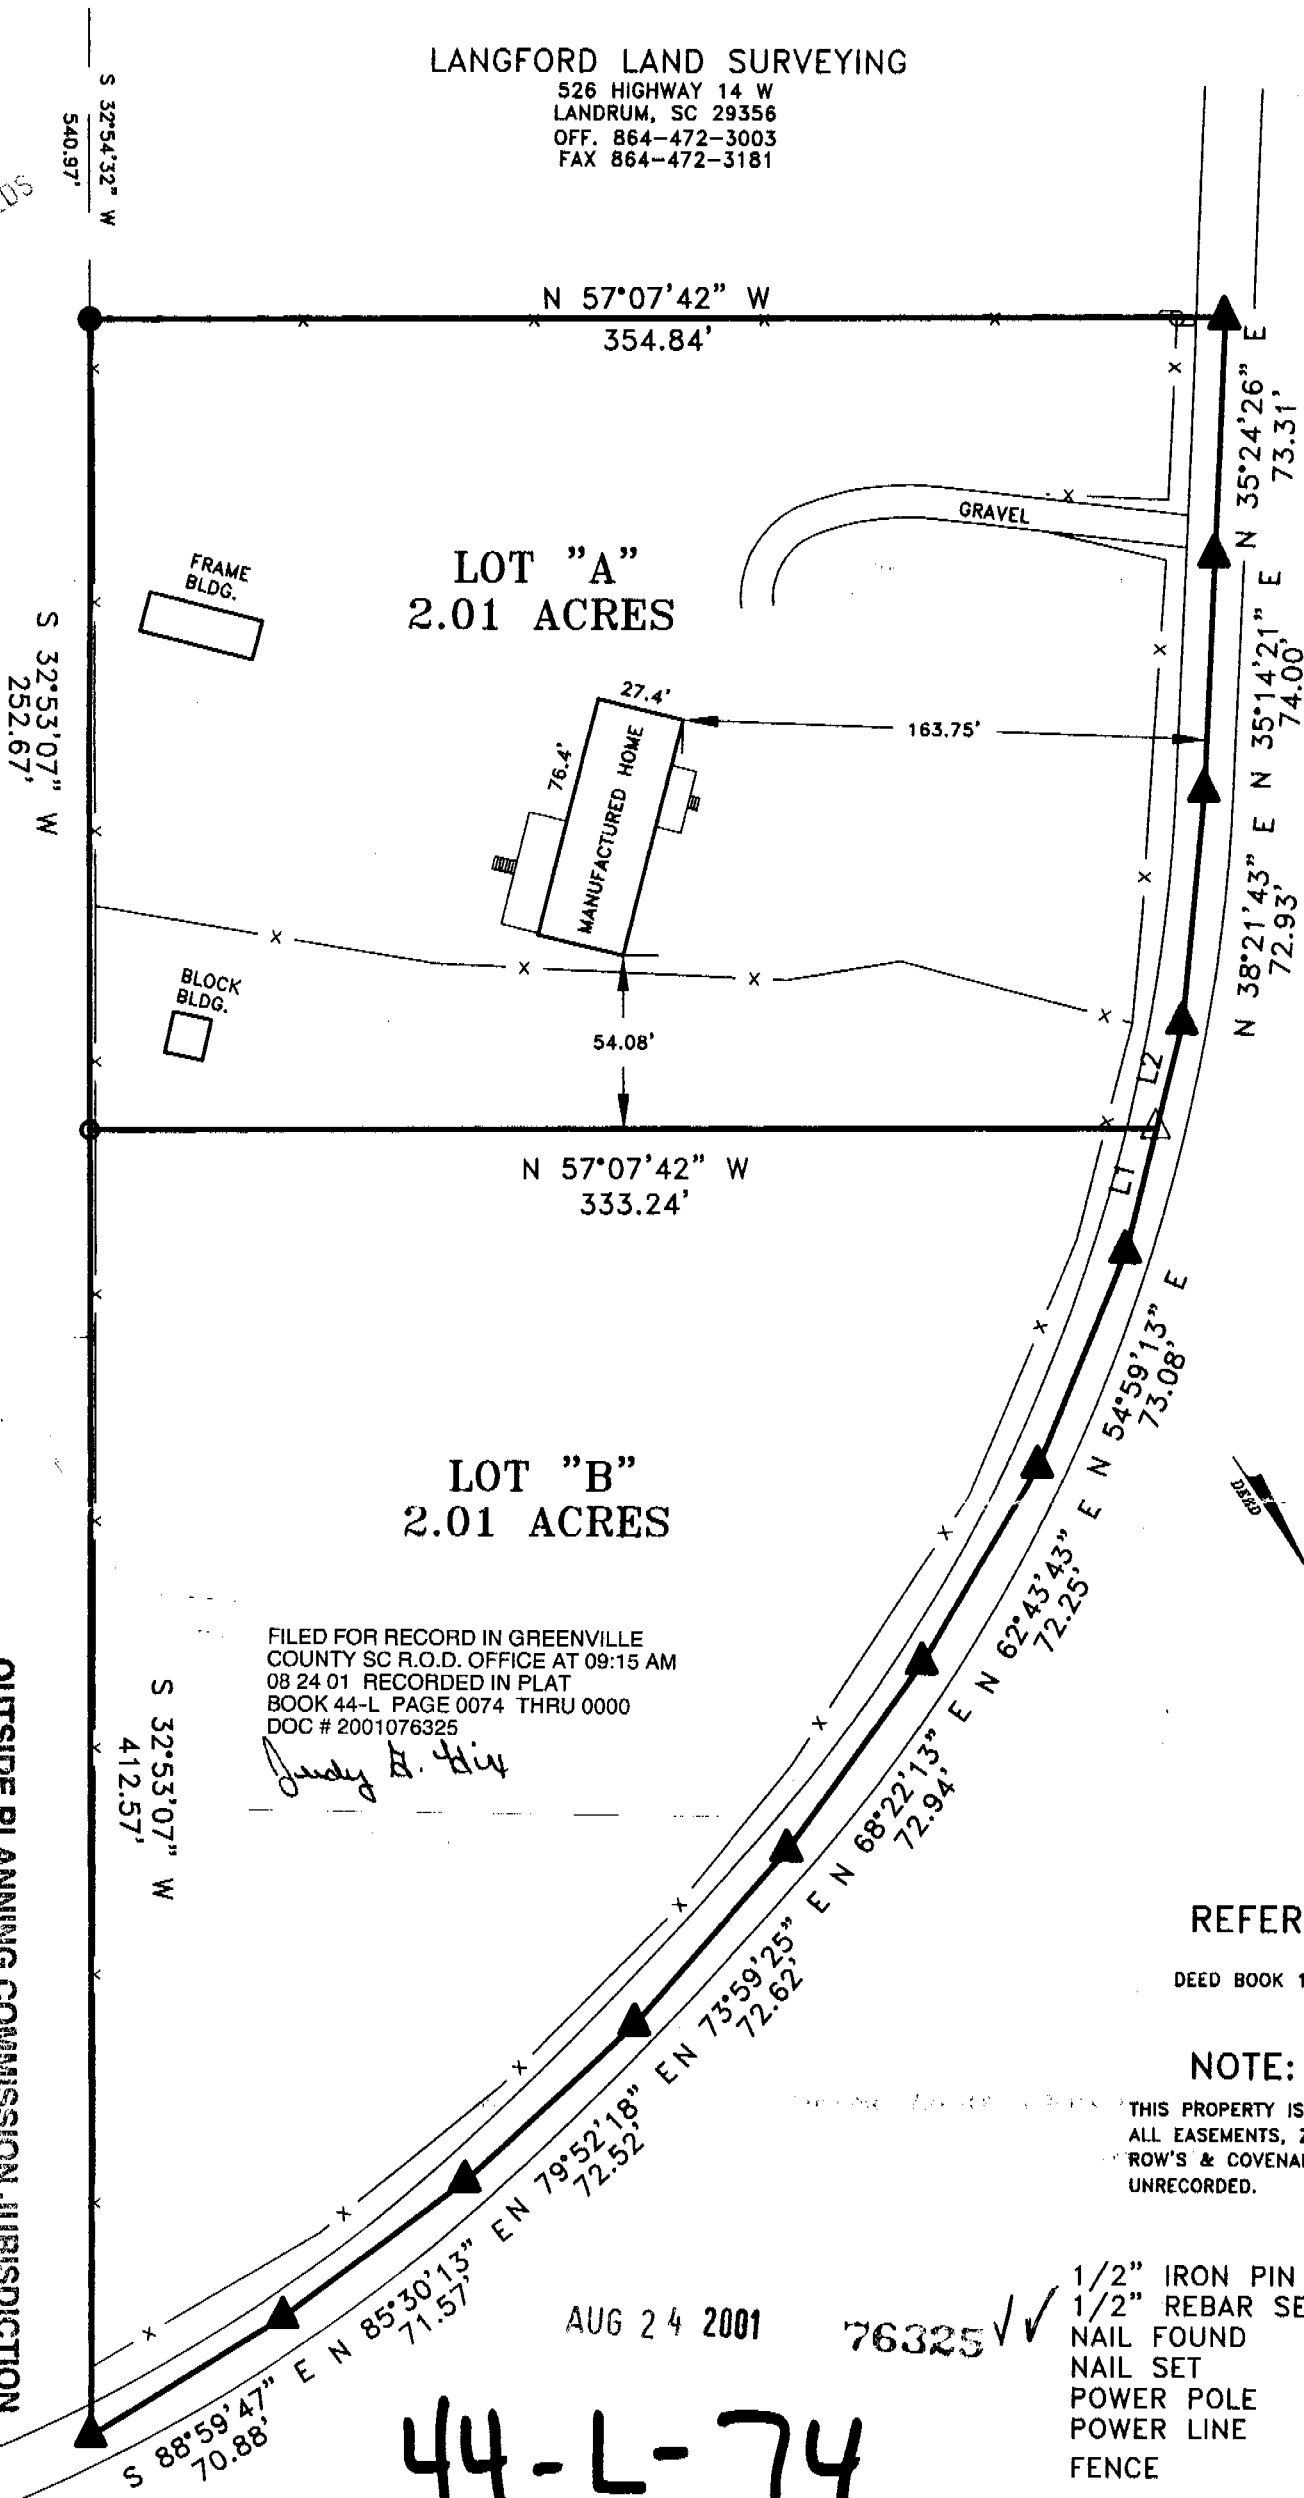 LANGFORD LAND SURVEYING
526 HIGHWAY 14 W
LANDRUM, SC 29356
OFF. 864-472-3003
FAX 864-472-3181
S 32°54'32" W
540.97'
DS
N 57°07'42" W
354.84'
N 35°24'26" E
73.31'
GRAVEL
LOT "A"
2.01 ACRES
FRAME
BLDG.
S 32°53'07" W
252.67'
N 35°14'21" E
74.00'
27.4'
76.4'
MANUFACTURED HOME
163.75'
N 38°21'43" E
72.93'
BLOCK
BLDG.
54.08'
L2
N 57°07'42" W
333.24'
L1
N 54°59'13" E
73.08'
LOT "B"
2.01 ACRES
N 62°43'43" E
72.25'
FILED FOR RECORD IN GREENVILLE
COUNTY SC R.O.D. OFFICE AT 09:15 AM
08 24 01 RECORDED IN PLAT
BOOK 44-L PAGE 0074 THRU 0000
DOC # 2001076325
S 32°53'07" W
412.57'
N 68°22'13" E
72.94'
N 73°59'25" E
72.62'
N 79°52'18" E
72.52'
N 85°30'13" E
71.57'
S 88°59'47" E
70.88'
OUTSIDE PLANNING COMMISSION JURISDICTION
REFER
DEED BOOK 1
NOTE:
THIS PROPERTY IS
ALL EASEMENTS, Z
ROW'S & COVENA
UNRECORDED.
1/2" IRON PIN
1/2" REBAR SE
NAIL FOUND
NAIL SET
POWER POLE
POWER LINE
FENCE
AUG 24 2001
76325
44-L-74